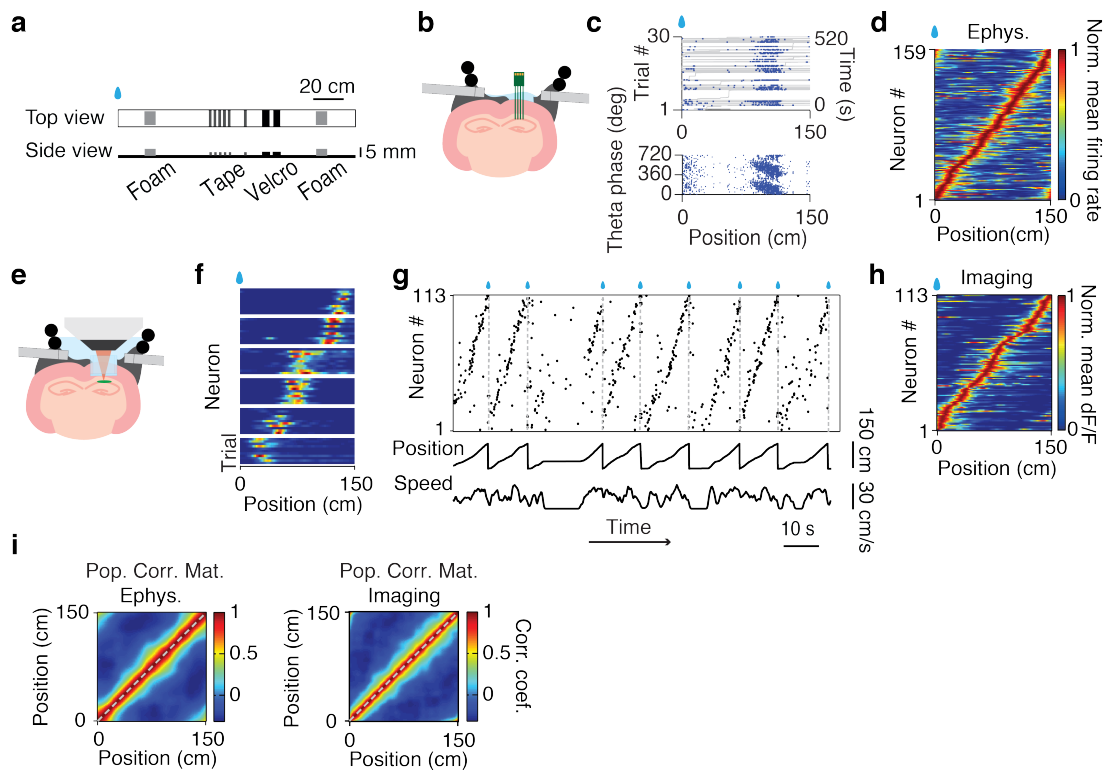 a
20 cm
Top view
Side view
5 mm
Foam
Tape
Velcro
Foam
b
c
Trial #
30
1
520
0
Time (s)
0
150
Theta phase (deg)
720
360
0
0
150
Position (cm)
d
Ephys.
159
Neuron #
1
0
150
Position(cm)
1
0
Norm. mean firing rate
e
f
Neuron
Trial
0
150
Position (cm)
g
113
Neuron #
1
Position
Speed
150 cm
30 cm/s
Time
10 s
h
Imaging
113
Neuron #
1
0
150
Position (cm)
1
0
Norm. mean dF/F
i
Pop. Corr. Mat.
Ephys.
150
Position (cm)
0
0
150
Position (cm)
1
0.5
0
Pop. Corr. Mat.
Imaging
150
Position (cm)
0
0
150
Position (cm)
1
0.5
0
Corr. coef.